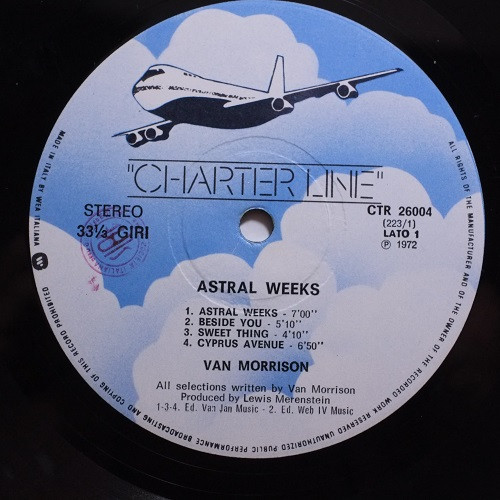 "CHARTER LINE"
STEREO
33⅓ GIRI
CTR 26004
(223/1)
LATO 1
℗ 1972
ASTRAL WEEKS
1. ASTRAL WEEKS - 7'00''
2. BESIDE YOU - 5'10''
3. SWEET THING - 4'10''
4. CYPRUS AVENUE - 6'50''
VAN MORRISON
All selections written by Van Morrison
Produced by Lewis Merenstein
1-3-4. Ed. Van Jan Music - 2. Ed. Web IV Music
MADE IN ITALY BY WEA ITALIANA
ALL RIGHTS OF THE MANUFACTURER AND OF THE OWNER OF THE RECORDED WORK RESERVED UNAUTHORIZED PUBLIC PERFORMANCE BROADCASTING AND COPYING OF THIS RECORD PROHIBITED